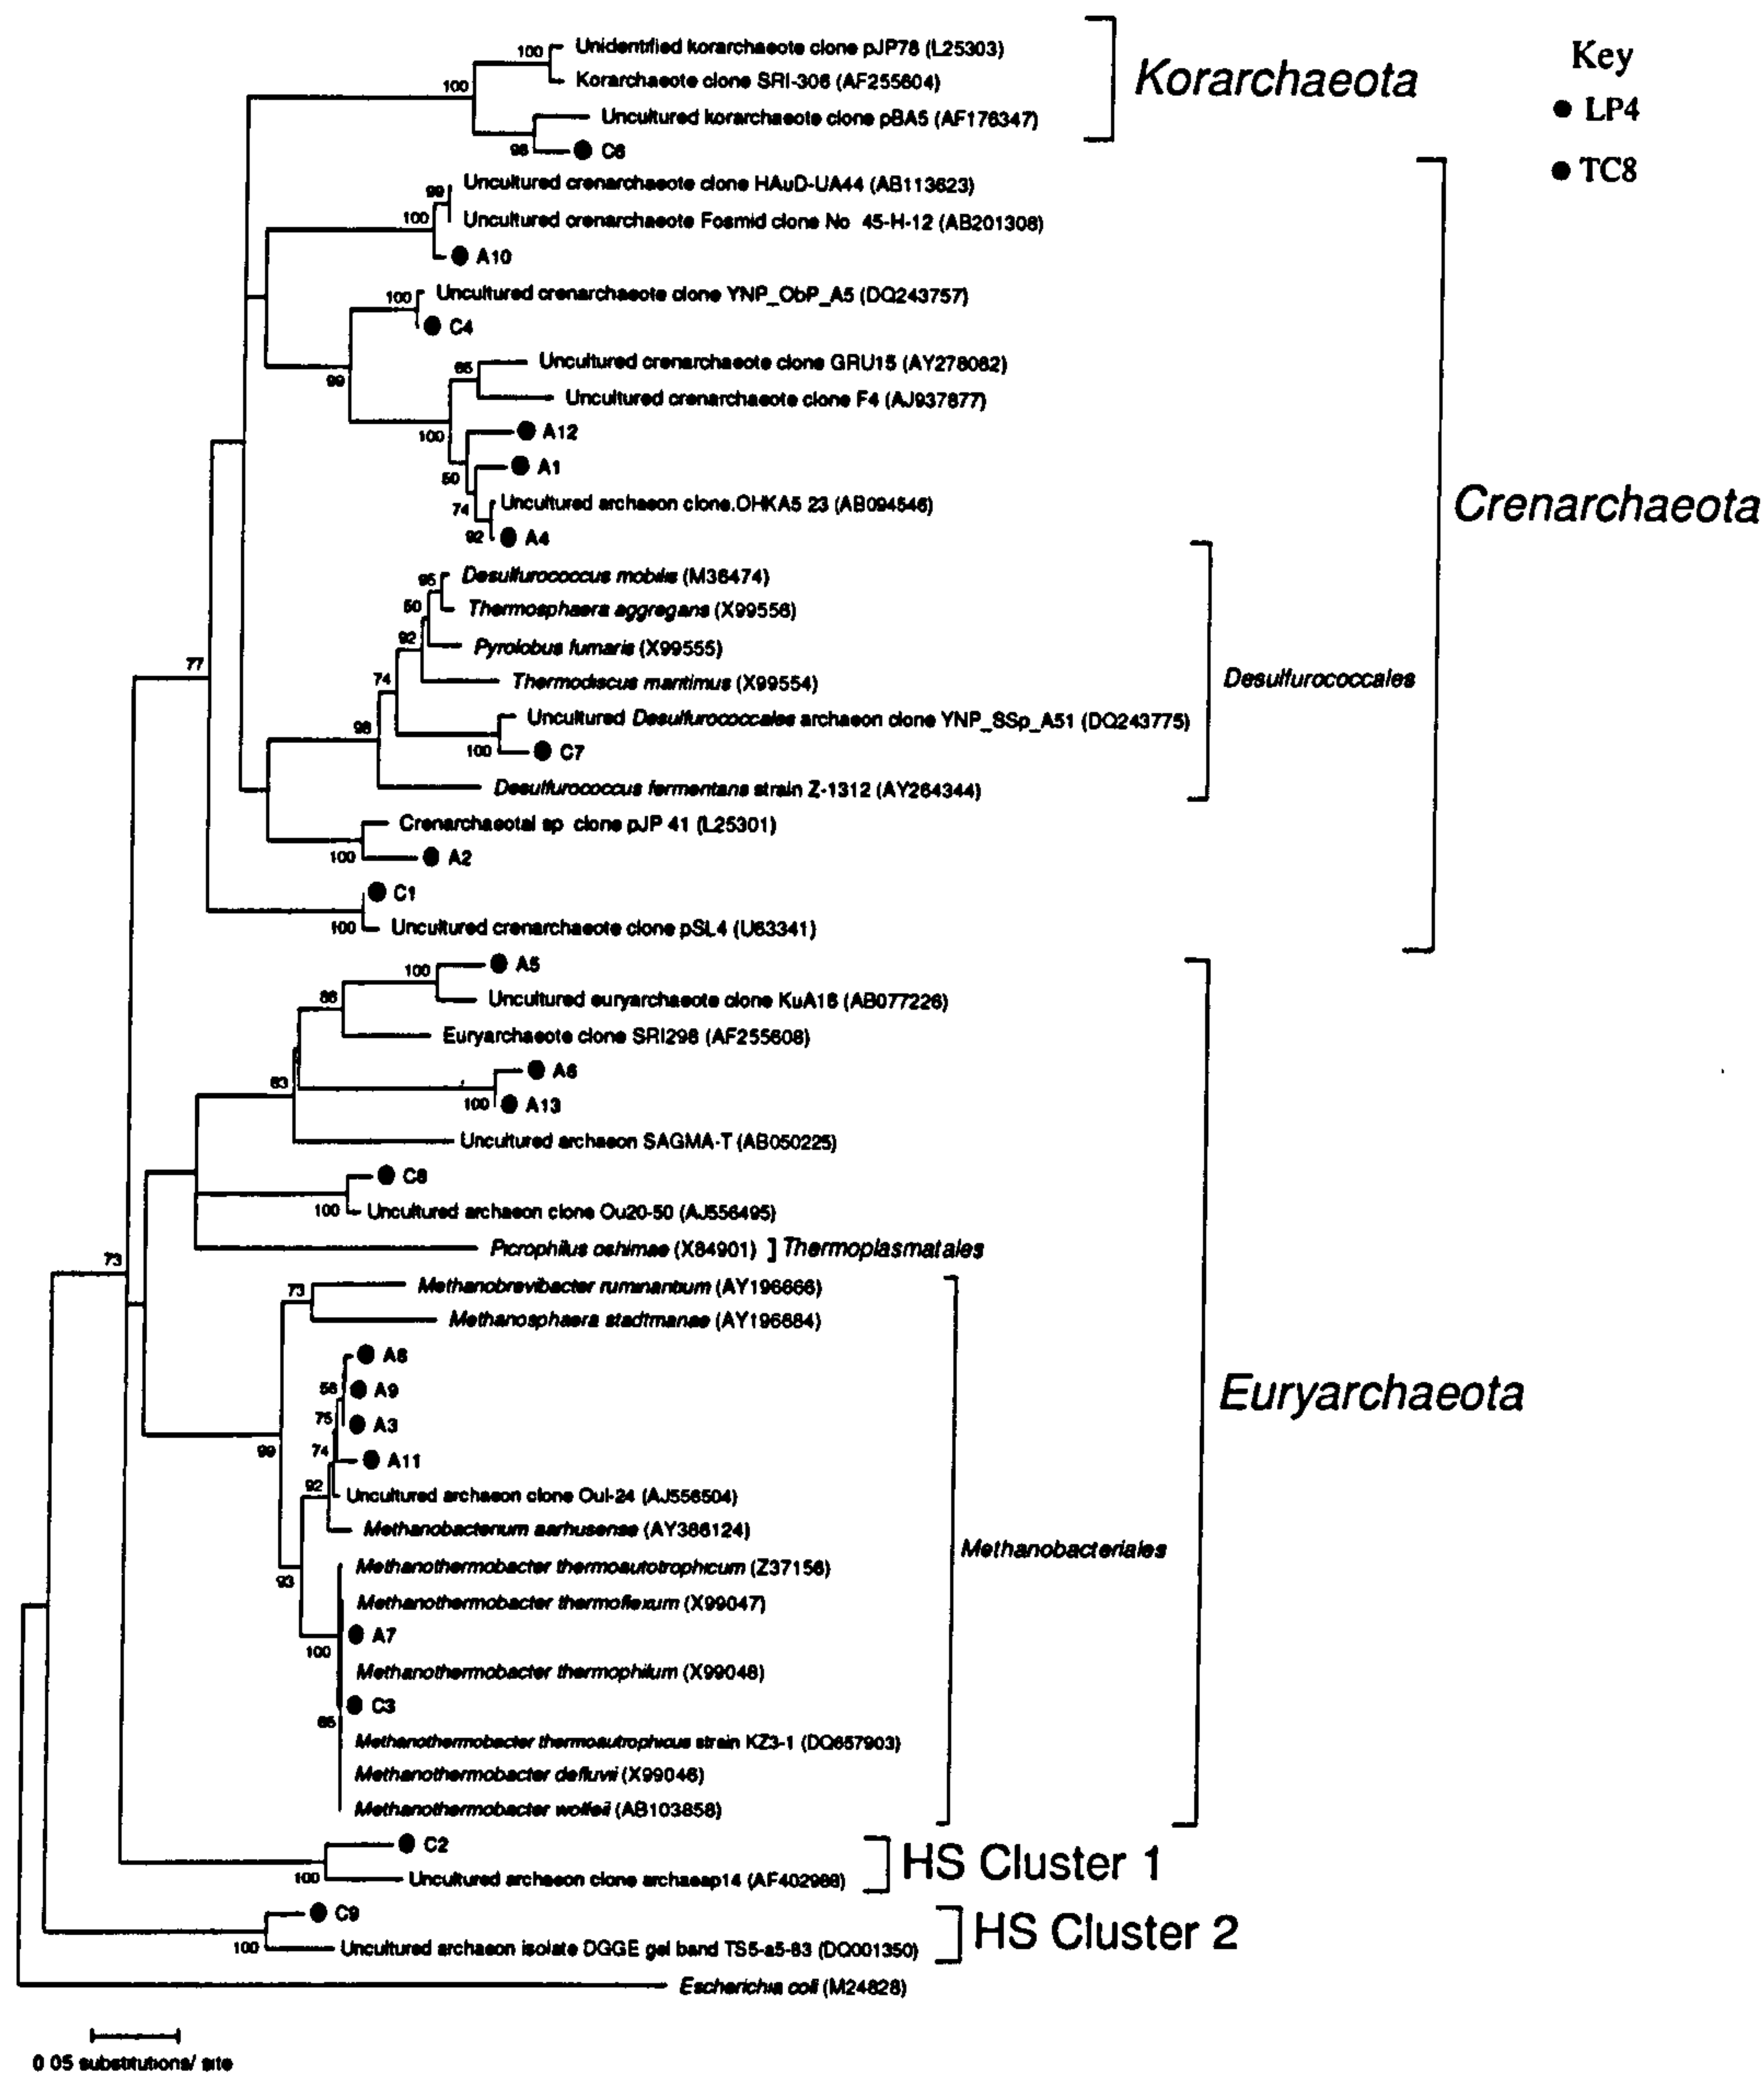 Unidentified korarchaeote clone pJP78 (L25303)
Korarchaeote clone SRI-306 (AF255604)
Uncultured korarchaeote clone pBA5 (AF176347)
C6
Korarchaeota
Key
LP4
TC8
Uncultured crenarchaeote clone HAuD-UA44 (AB113623)
Uncultured crenarchaeote Fosmid clone No 45-H-12 (AB201308)
A10
Uncultured crenarchaeote clone YNP_ObP_A5 (DQ243757)
C4
Uncultured crenarchaeote clone GRU15 (AY278082)
Uncultured crenarchaeote clone F4 (AJ937877)
A12
A1
Uncultured archaeon clone.OHKA5 23 (AB094546)
A4
Crenarchaeota
Desulfurococcus mobilis (M36474)
Thermosphaera aggregans (X99556)
Pyrolobus fumaris (X99555)
Thermodiscus maritimus (X99554)
Uncultured Desulfurococcales archaeon clone YNP_SSp_A51 (DQ243775)
C7
Desulfurococcus fermentans strain Z-1312 (AY264344)
Desulfurococcales
Crenarchaeotal sp clone pJP 41 (L25301)
A2
C1
Uncultured crenarchaeote clone pSL4 (U63341)
A5
Uncultured euryarchaeote clone KuA16 (AB077226)
Euryarchaeote clone SRI298 (AF255608)
A6
A13
Uncultured archaeon SAGMA-T (AB050225)
C8
Uncultured archaeon clone Ou20-50 (AJ556495)
Picrophilus oshimae (X84901) ] Thermoplasmatales
Methanobrevibacter ruminantium (AY196666)
Methanosphaera stadtmanae (AY196684)
A8
A9
A3
A11
Uncultured archaeon clone OuI-24 (AJ556504)
Methanobacterium aarhusense (AY386124)
Methanothermobacter thermoautotrophicum (Z37156)
Methanothermobacter thermoflexum (X99047)
A7
Methanothermobacter thermophilum (X99048)
C3
Methanothermobacter thermoautrophicus strain KZ3-1 (DQ657903)
Methanothermobacter defluvii (X99046)
Methanothermobacter wolfeii (AB103858)
Methanobacteriales
Euryarchaeota
C2
Uncultured archaeon clone archaeap14 (AF402988)
HS Cluster 1
C9
Uncultured archaeon isolate DGGE gel band TS5-a5-83 (DQ001350)
HS Cluster 2
Escherichia coli (M24828)
0 05 substitutions/ site
100
100
98
99
100
100
99
65
100
50
74
92
95
50
92
74
98
100
100
77
100
100
86
83
100
100
73
73
56
75
74
92
99
93
100
65
100
100